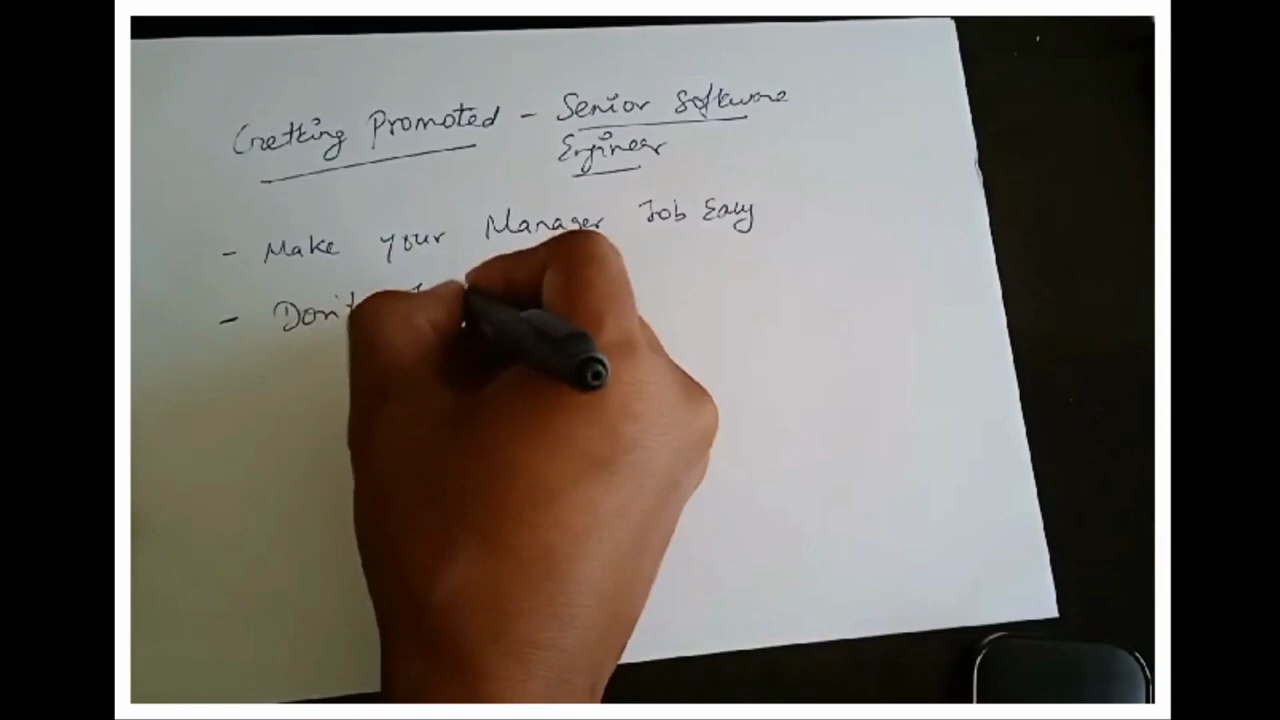 Getting Promoted - Senior Software
Engineer
- Make your Manager Job Easy
- Don't